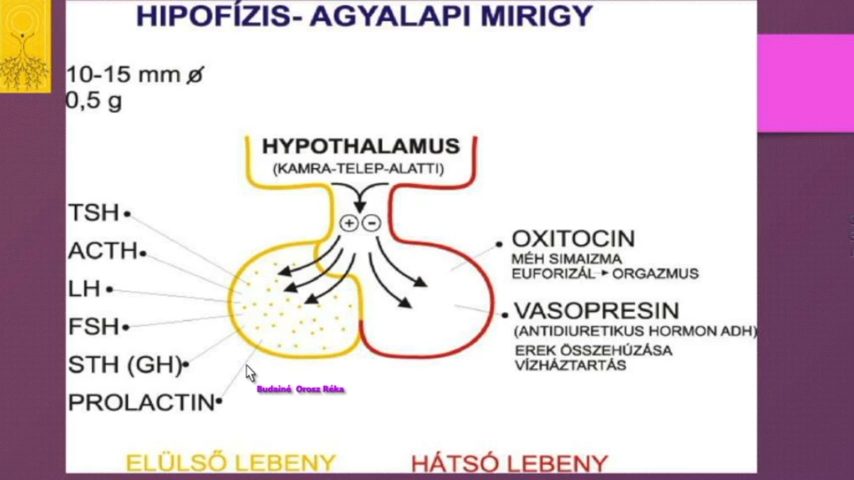 HIPOFÍZIS- AGYALAPI MIRIGY
10-15 mm ø
0,5 g
HYPOTHALAMUS
(KAMRA-TELEP-ALATTI)
+ -
TSH
ACTH
LH
FSH
STH (GH)
PROLACTIN
OXITOCIN
MÉH SIMAIZMA
EUFORIZÁL → ORGAZMUS
VASOPRESIN
(ANTIDIURETIKUS HORMON ADH)
EREK ÖSSZEHÚZÁSA
VÍZHÁZTARTÁS
Budainé Orosz Réka
ELÜLSŐ LEBENY
HÁTSÓ LEBENY